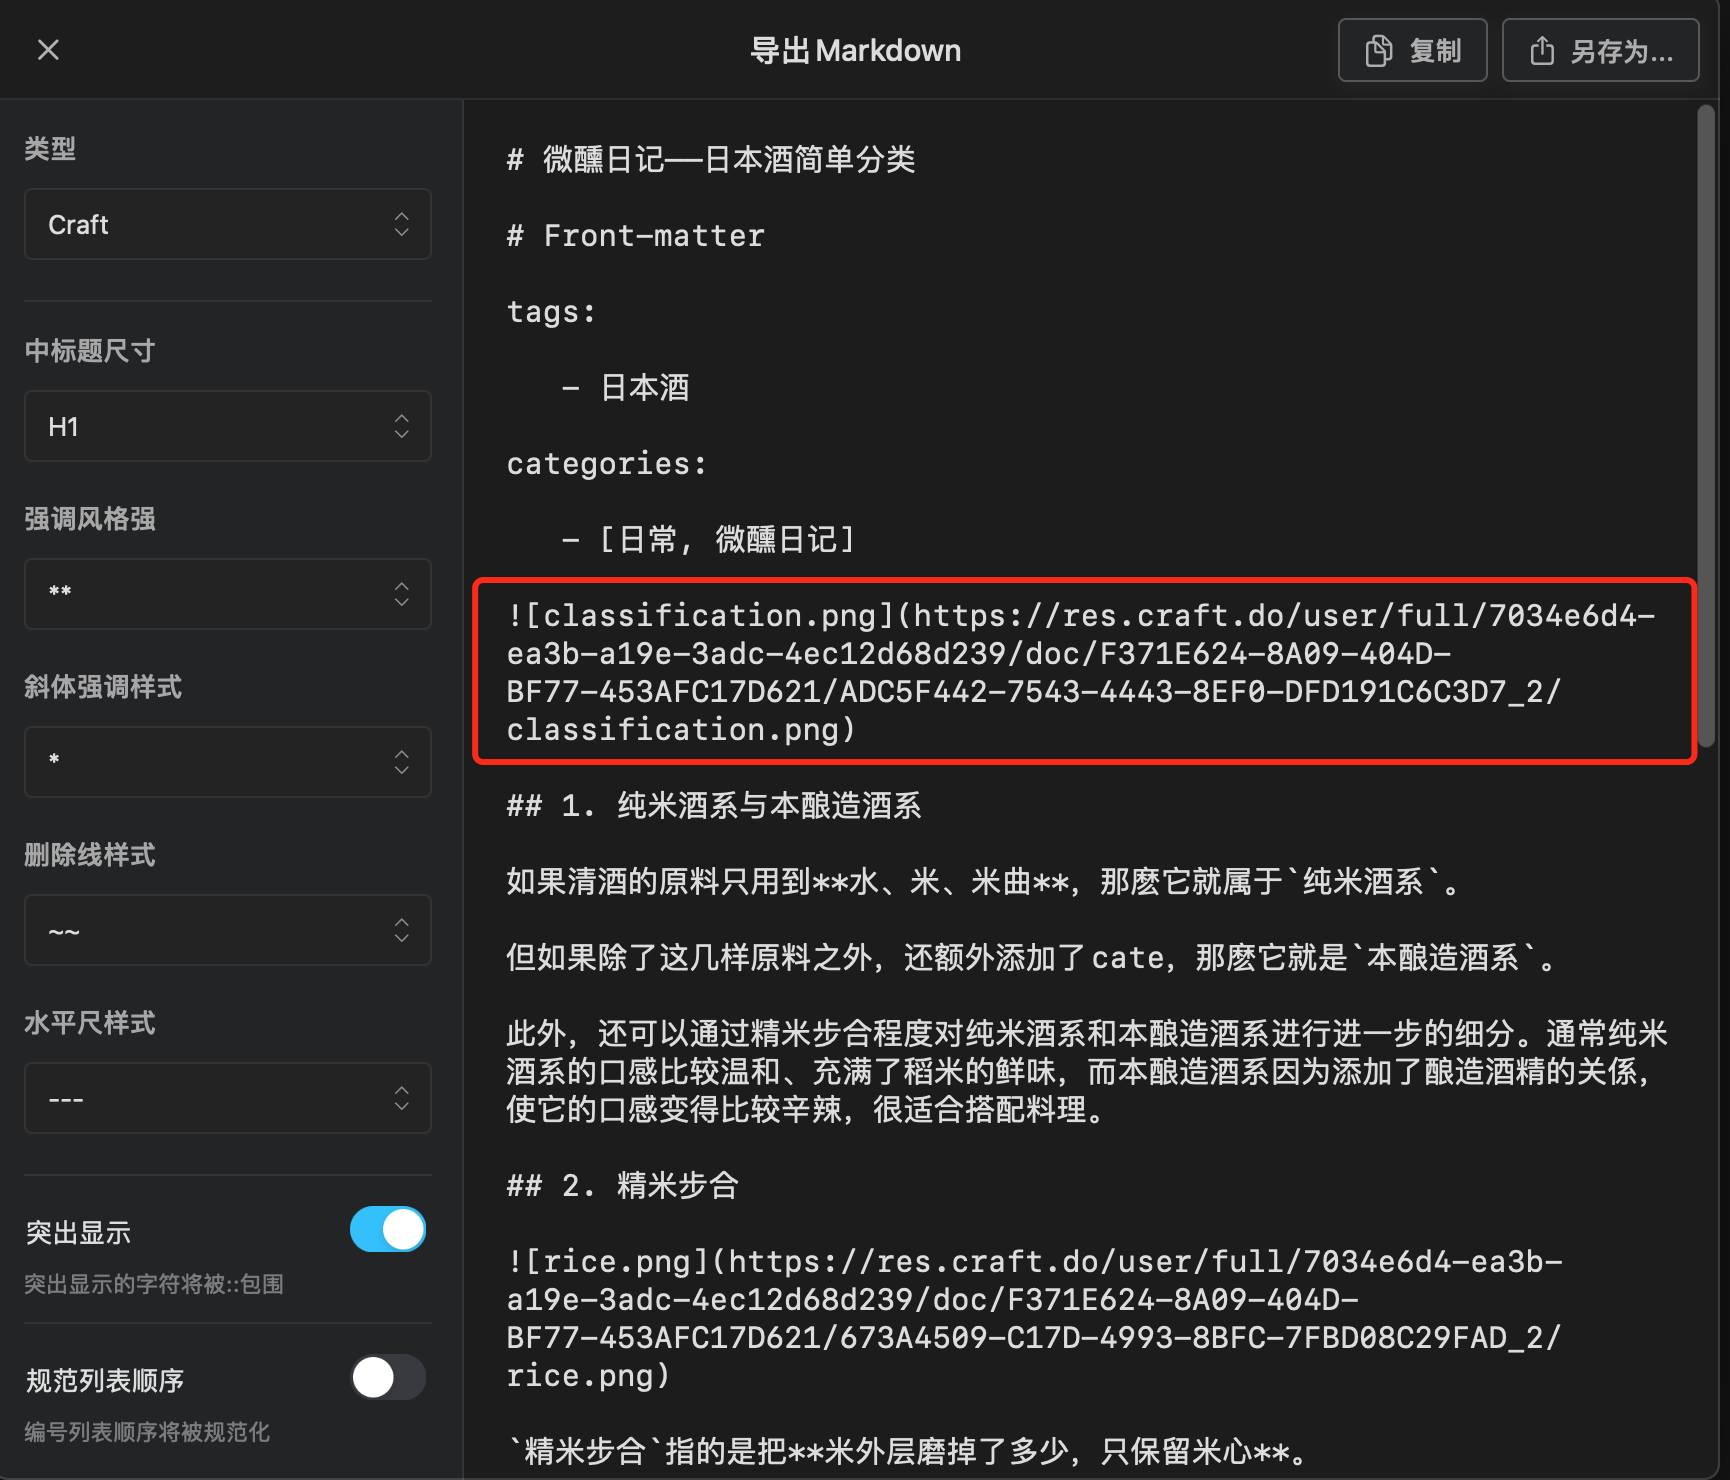 导出 Markdown
复制
另存为...
类型
Craft
中标题尺寸
H1
强调风格强
**
斜体强调样式
*
删除线样式
~~
水平尺样式
---
突出显示
突出显示的字符将被::包围
规范列表顺序
编号列表顺序将被规范化
# 微醺日记——日本酒简单分类
# Front-matter
tags:
- 日本酒
categories:
- [日常, 微醺日记]
![classification.png](https://res.craft.do/user/full/7034e6d4-
ea3b-a19e-3adc-4ec12d68d239/doc/F371E624-8A09-404D-
BF77-453AFC17D621/ADC5F442-7543-4443-8EF0-DFD191C6C3D7_2/
classification.png)
## 1. 纯米酒系与本酿造酒系
如果清酒的原料只用到**水、米、米曲**，那麽它就属于`纯米酒系`。
但如果除了这几样原料之外，还额外添加了cate，那麽它就是`本酿造酒系`。
此外，还可以通过精米步合程度对纯米酒系和本酿造酒系进行进一步的细分。通常纯米
酒系的口感比较温和、充满了稻米的鲜味，而本酿造酒系因为添加了酿造酒精的关係，
使它的口感变得比较辛辣，很适合搭配料理。
## 2. 精米步合
![rice.png](https://res.craft.do/user/full/7034e6d4-ea3b-
a19e-3adc-4ec12d68d239/doc/F371E624-8A09-404D-
BF77-453AFC17D621/673A4509-C17D-4993-8BFC-7FBD08C29FAD_2/
rice.png)
`精米步合`指的是把**米外层磨掉了多少，只保留米心**。